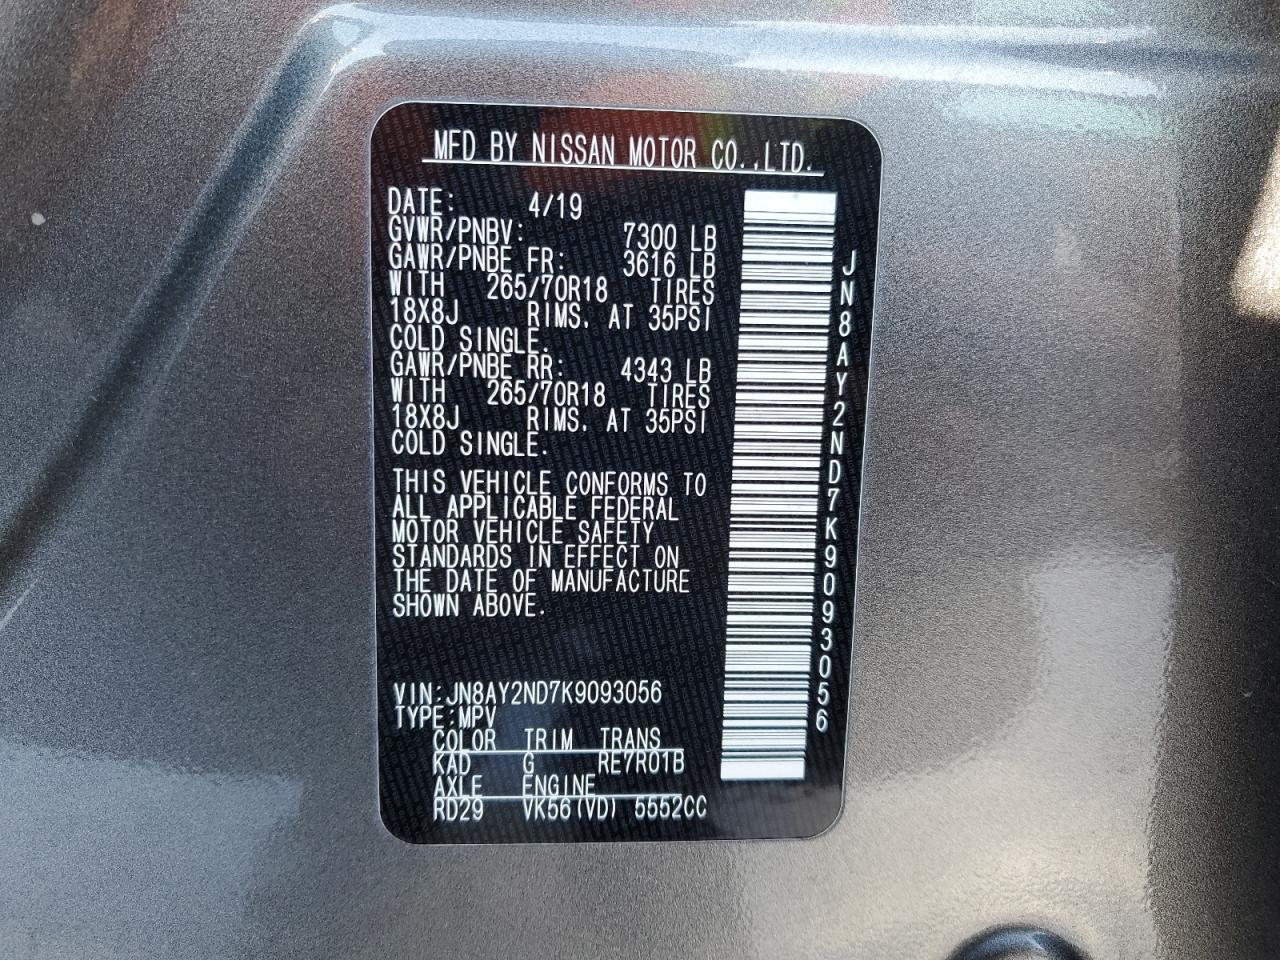 MFD BY NISSAN MOTOR CO.,LTD.
DATE: 4/19
GVWR/PNBV: 7300 LB
GAWR/PNBE FR: 3616 LB
WITH 265/70R18 TIRES
18X8J RIMS. AT 35PSI
COLD SINGLE.
GAWR/PNBE RR: 4343 LB
WITH 265/70R18 TIRES
18X8J RIMS. AT 35PSI
COLD SINGLE.
THIS VEHICLE CONFORMS TO
ALL APPLICABLE FEDERAL
MOTOR VEHICLE SAFETY
STANDARDS IN EFFECT ON
THE DATE OF MANUFACTURE
SHOWN ABOVE.
VIN:JN8AY2ND7K9093056
TYPE:MPV
COLOR TRIM TRANS
KAD G RE7R01B
AXLE ENGINE
RD29 VK56(VD) 5552CC
JN8AY2ND7K9093056